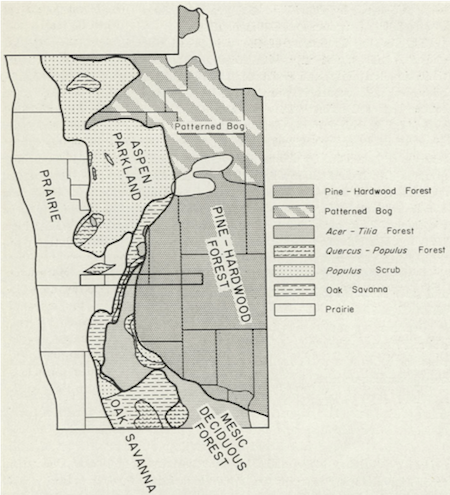 Patterned Bog
ASPEN
PARKLAND
PRAIRIE
PINE - HARDWOOD
FOREST
OAK SAVANNA
MESIC
DECIDUOUS
FOREST
Pine - Hardwood Forest
Patterned Bog
Acer - Tilia Forest
Quercus - Populus Forest
Populus Scrub
Oak Savanna
Prairie